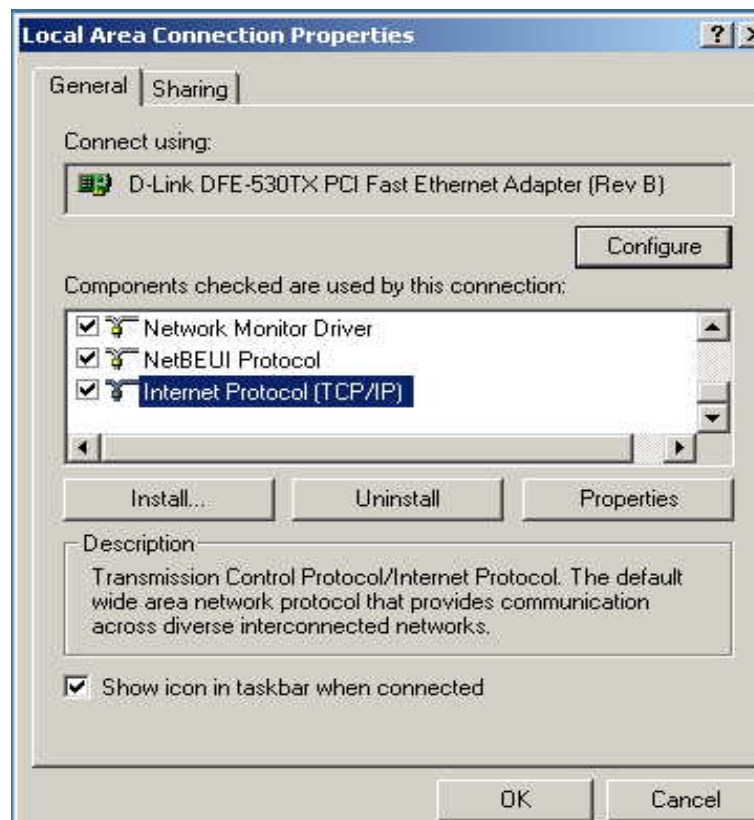 Local Area Connection Properties
General Sharing
Connect using:
D-Link DFE-530TX PCI Fast Ethernet Adapter (Rev B)
Configure
Components checked are used by this connection:
Network Monitor Driver
NetBEUI Protocol
Internet Protocol (TCP/IP)
Install... Uninstall Properties
Description
Transmission Control Protocol/Internet Protocol. The default
wide area network protocol that provides communication
across diverse interconnected networks.
Show icon in taskbar when connected
OK Cancel